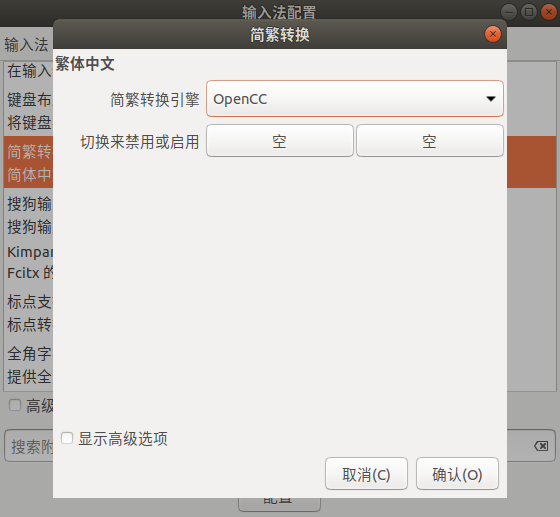 输入法配置
简繁转换
输入法
繁体中文
在输入
简繁转换引擎 OpenCC
键盘布
将键盘
切换来禁用或启用 空 空
简繁转
简体中
搜狗输
搜狗输
Kimpan
Fcitx 的
标点支
标点转
全角字
提供全
高级
显示高级选项
搜索附
取消(C) 确认(O)
配置